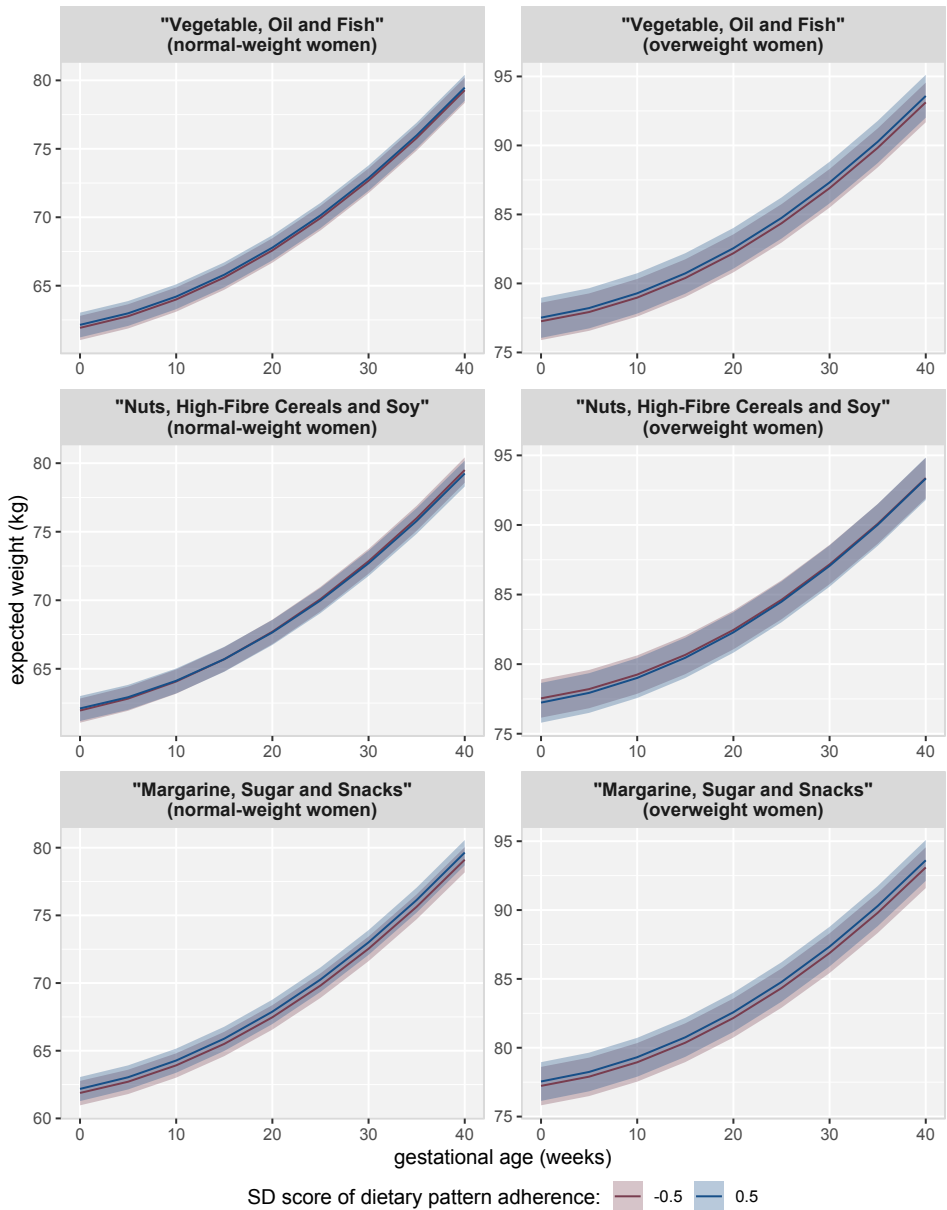 "Vegetable, Oil and Fish"
(normal-weight women)
"Vegetable, Oil and Fish"
(overweight women)
80
75
70
65
0 10 20 30 40
95
90
85
80
75
0 10 20 30 40
"Nuts, High-Fibre Cereals and Soy"
(normal-weight women)
"Nuts, High-Fibre Cereals and Soy"
(overweight women)
expected weight (kg)
80
75
70
65
0 10 20 30 40
95
90
85
80
75
0 10 20 30 40
"Margarine, Sugar and Snacks"
(normal-weight women)
"Margarine, Sugar and Snacks"
(overweight women)
80
75
70
65
60
0 10 20 30 40
95
90
85
80
75
0 10 20 30 40
gestational age (weeks)
SD score of dietary pattern adherence: -0.5 0.5